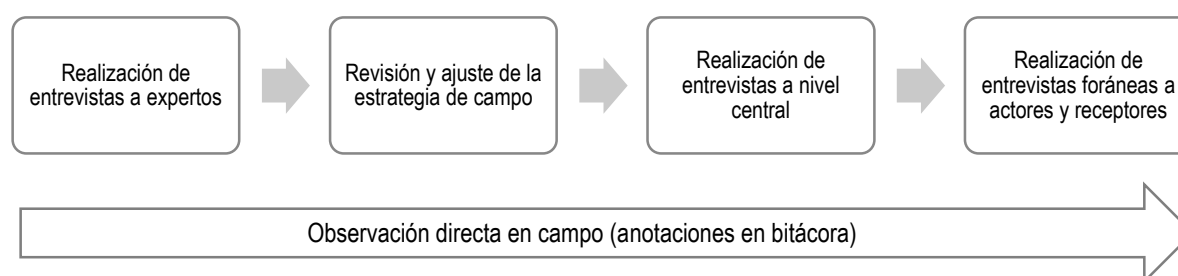 Realización de
entrevistas a expertos
Revisión y ajuste de la
estrategia de campo
Realización de
entrevistas a nivel
central
Realización de
entrevistas foráneas a
actores y receptores
Observación directa en campo (anotaciones en bitácora)